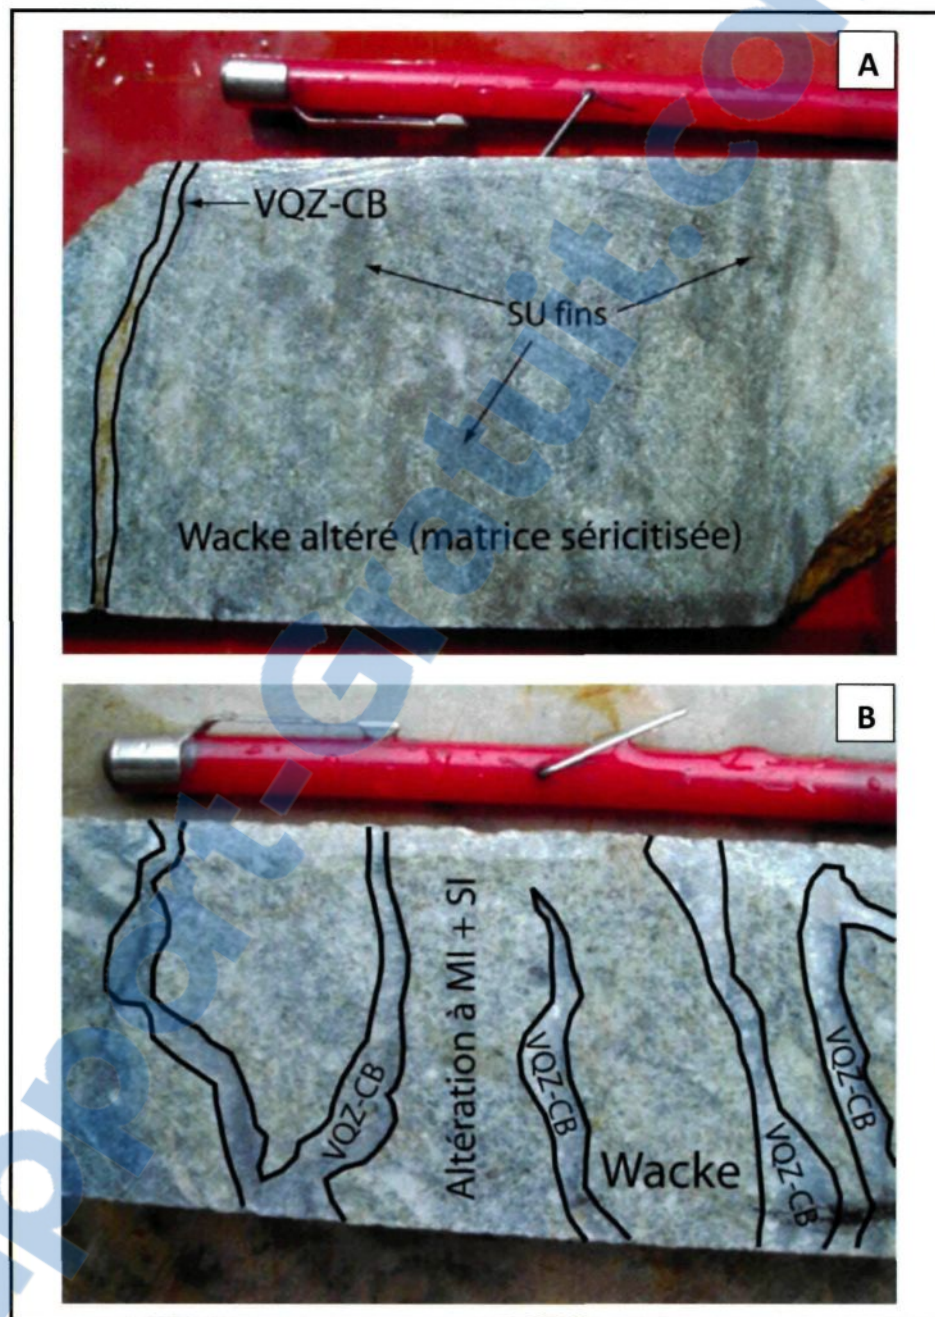 A
VQZ-CB
SU fins
Wacke altéré (matrice séricitisée)
B
VQZ-CB
Altération à MI + SI
VQZ-CB
Wacke
VQZ-CB
VQZ-CB